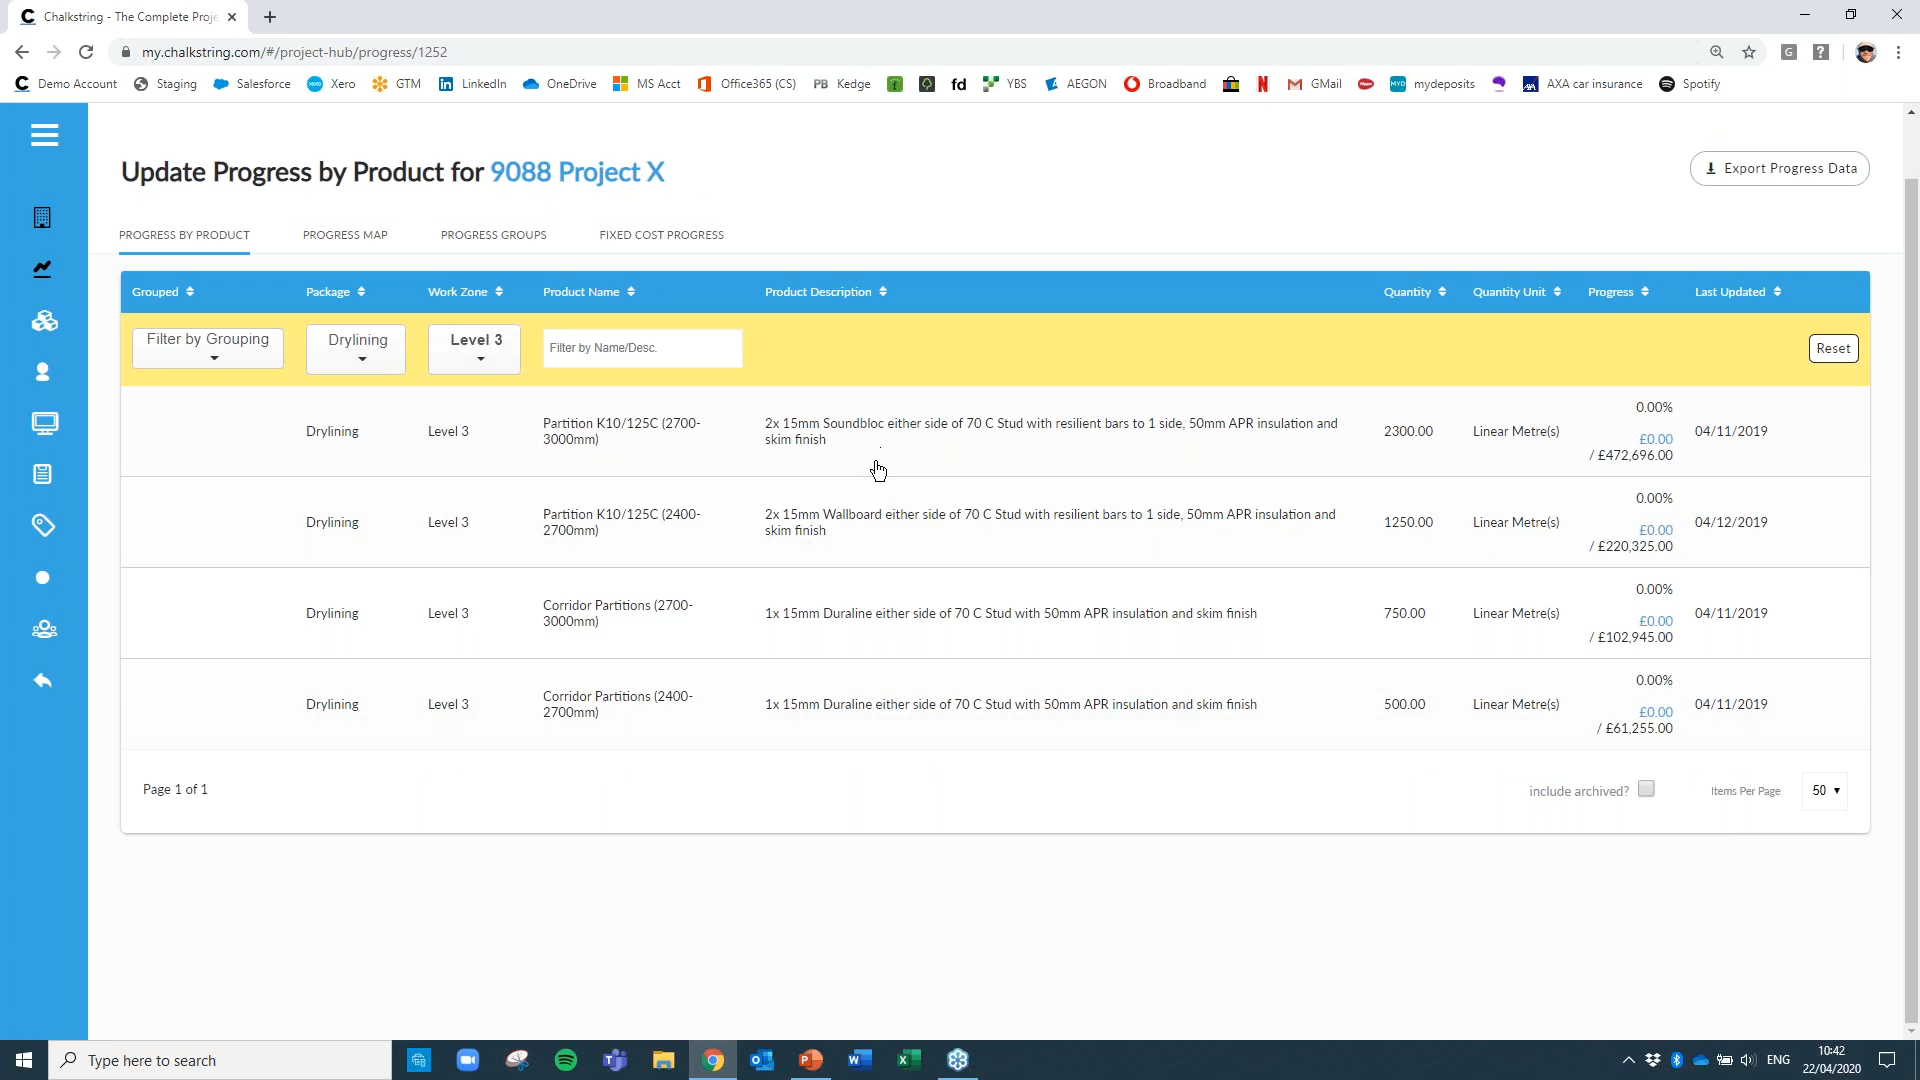 Chalkstring - The Complete Proje
my.chalkstring.com/#/project-hub/progress/1252
Demo Account
Staging
Salesforce
xero
Xero
GTM
LinkedIn
OneDrive
MS Acct
Office365 (CS)
PB Kedge
fd
YBS
AEGON
Broadband
GMail
MYD mydeposits
AXA car insurance
Spotify
Update Progress by Product for 9088 Project X
Export Progress Data
PROGRESS BY PRODUCT
PROGRESS MAP
PROGRESS GROUPS
FIXED COST PROGRESS
Grouped Package Work Zone Product Name Product Description Quantity Quantity Unit Progress Last Updated
Filter by Grouping
Drylining
Level 3
Filter by Name/Desc.
Reset
Drylining
Level 3
Partition K10/125C (2700-
3000mm)
2x 15mm Soundbloc either side of 70 C Stud with resilient bars to 1 side, 50mm APR insulation and
skim finish
2300.00
Linear Metre(s)
0.00%
£0.00
/ £472,696.00
04/11/2019
Drylining
Level 3
Partition K10/125C (2400-
2700mm)
2x 15mm Wallboard either side of 70 C Stud with resilient bars to 1 side, 50mm APR insulation and
skim finish
1250.00
Linear Metre(s)
0.00%
£0.00
/ £220,325.00
04/12/2019
Drylining
Level 3
Corridor Partitions (2700-
3000mm)
1x 15mm Duraline either side of 70 C Stud with 50mm APR insulation and skim finish
750.00
Linear Metre(s)
0.00%
£0.00
/ £102,945.00
04/11/2019
Drylining
Level 3
Corridor Partitions (2400-
2700mm)
1x 15mm Duraline either side of 70 C Stud with 50mm APR insulation and skim finish
500.00
Linear Metre(s)
0.00%
£0.00
/ £61,255.00
04/11/2019
Page 1 of 1
include archived?
Items Per Page
50
Type here to search
ENG
10:42
22/04/2020